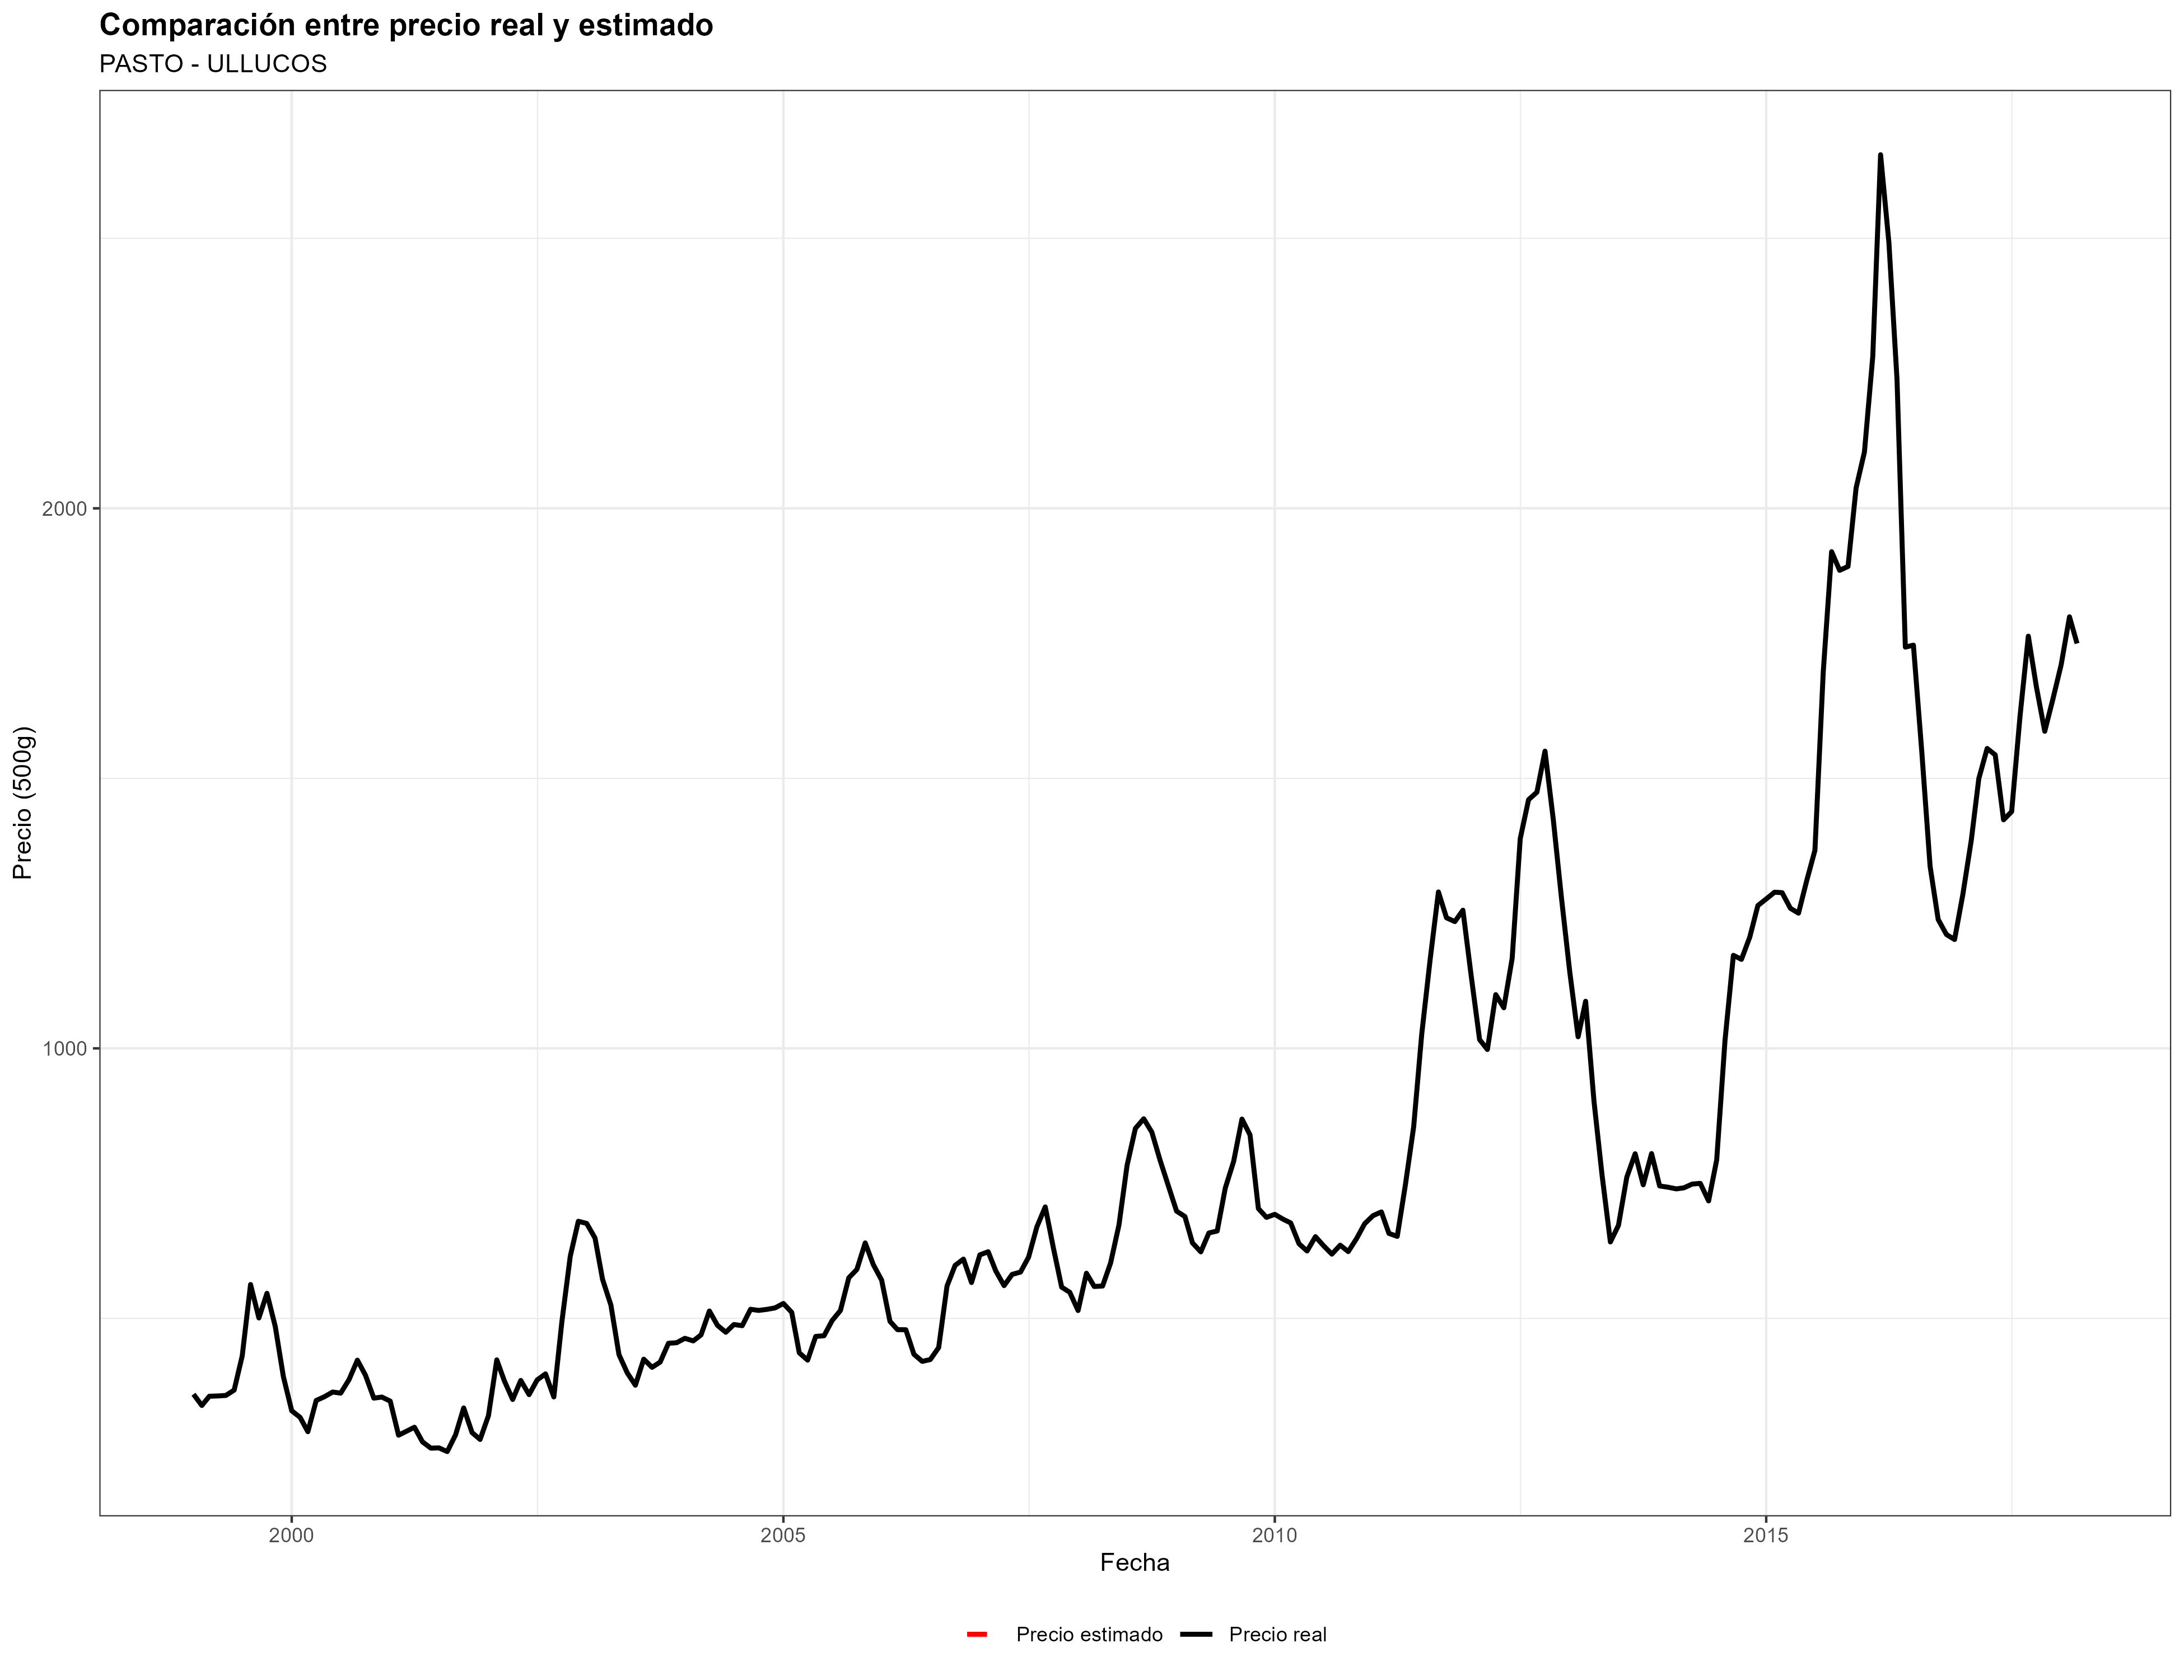 Comparación entre precio real y estimado
PASTO - ULLUCOS
Precio (500g)
2000
1000
2000
2005
2010
2015
Fecha
Precio estimado
Precio real